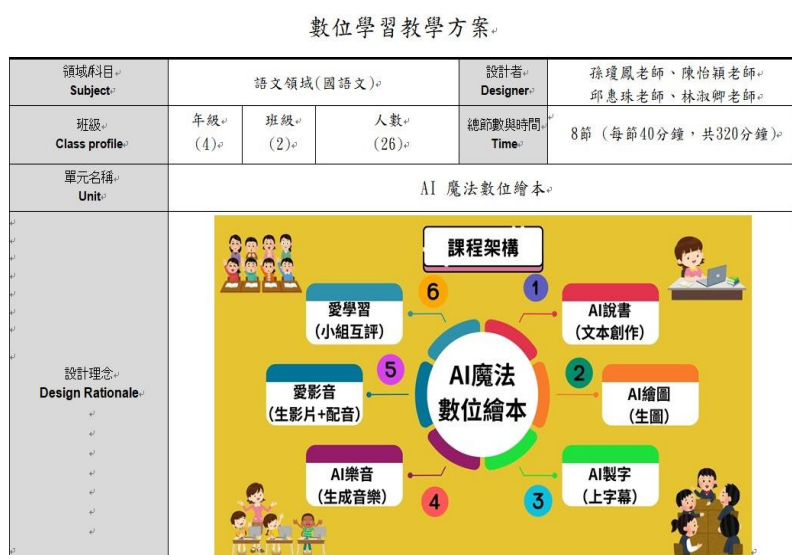 數位學習教學方案
領域/科目
Subject
語文領域(國語文)
設計者
Designer
孫瓊鳳老師、陳怡穎老師
邱惠珠老師、林淑卿老師
班級
Class profile
年級
(4)
班級
(2)
人數
(26)
總節數與時間
Time
8節 (每節40分鐘，共320分鐘)
單元名稱
Unit
AI 魔法數位繪本
設計理念
Design Rationale
課程架構
AI魔法
數位繪本
1
AI說書
(文本創作)
2
AI繪圖
(生圖)
3
AI製字
(上字幕)
4
AI樂音
(生成音樂)
5
愛影音
(生影片+配音)
6
愛學習
(小組互評)